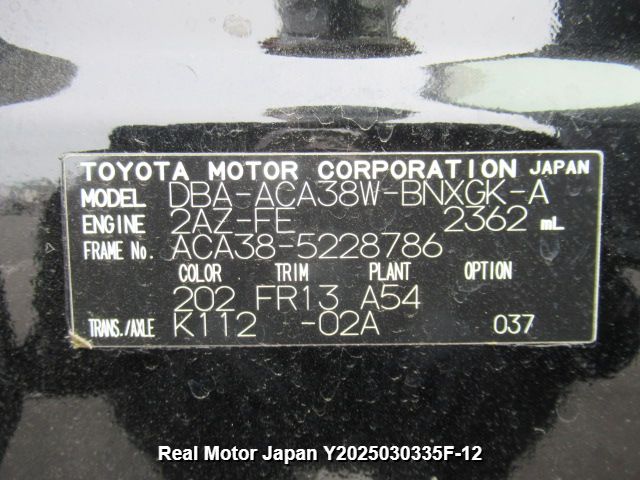 TOYOTA MOTOR CORPORATION JAPAN
MODEL DBA-ACA38W-BNXGK-A
ENGINE 2AZ-FE 2362 mL
FRAME No. ACA38-5228786
COLOR TRIM PLANT OPTION
202 FR13 A54
TRANS./AXLE K112 -02A 037
Real Motor Japan Y2025030335F-12